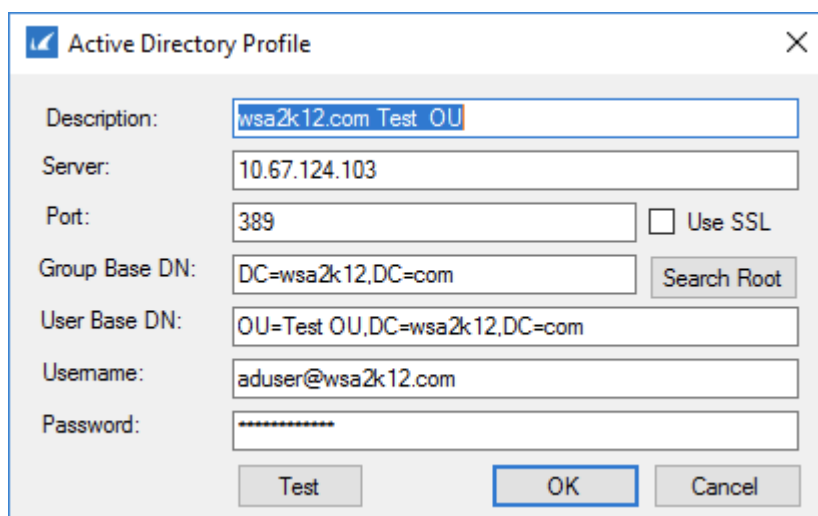 Active Directory Profile
Description: wsa2k12.com Test OU
Server: 10.67.124.103
Port: 389 Use SSL
Group Base DN: DC=wsa2k12,DC=com Search Root
User Base DN: OU=Test OU,DC=wsa2k12,DC=com
Username: aduser@wsa2k12.com
Password: ************
Test OK Cancel